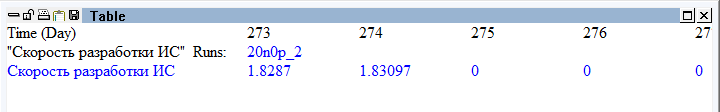 Table
Time (Day) 273 274 275 276 27
"Скорость разработки ИС" Runs: 20n0p_2
Скорость разработки ИС 1.8287 1.83097 0 0 0